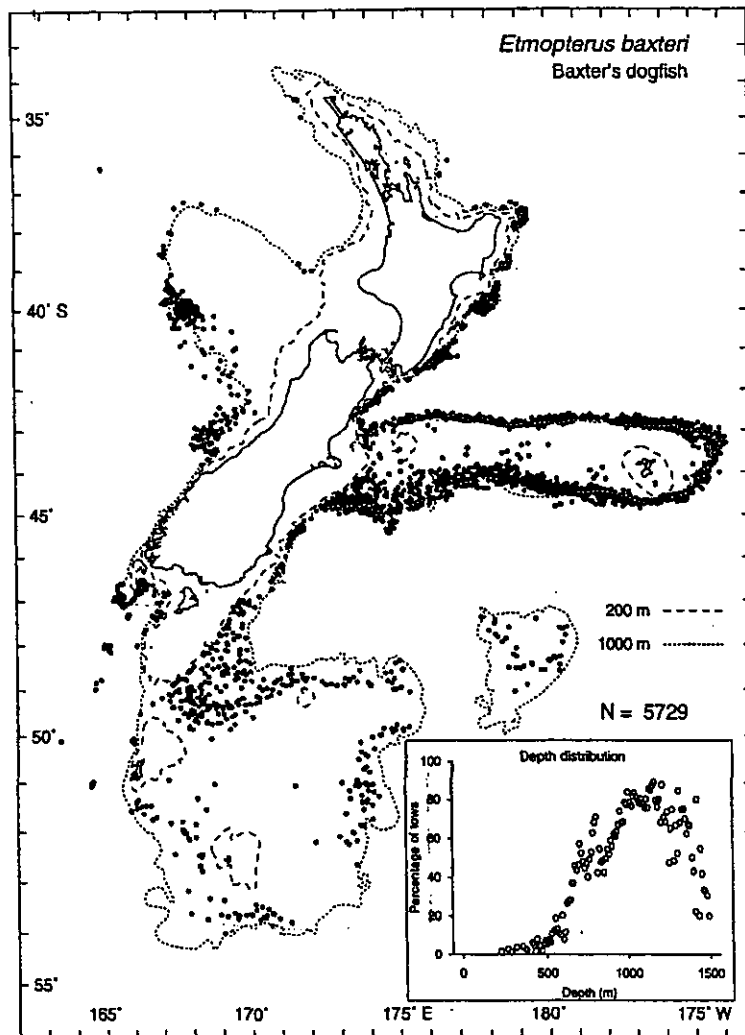 Etmopterus baxteri
Baxter's dogfish
35°
40° S
45°
50°
55°
200 m
1000 m
N = 5729
Depth distribution
Percentage of tows
100
80
60
40
20
0
0 500 1000 1500
Depth (m)
165° 170° 175° E 180° 175° W